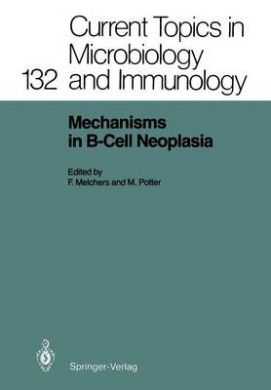 Current Topics in
Microbiology
132 and Immunology
Mechanisms
in B-Cell Neoplasia
Edited by
F. Melchers and M. Potter
Springer-Verlag